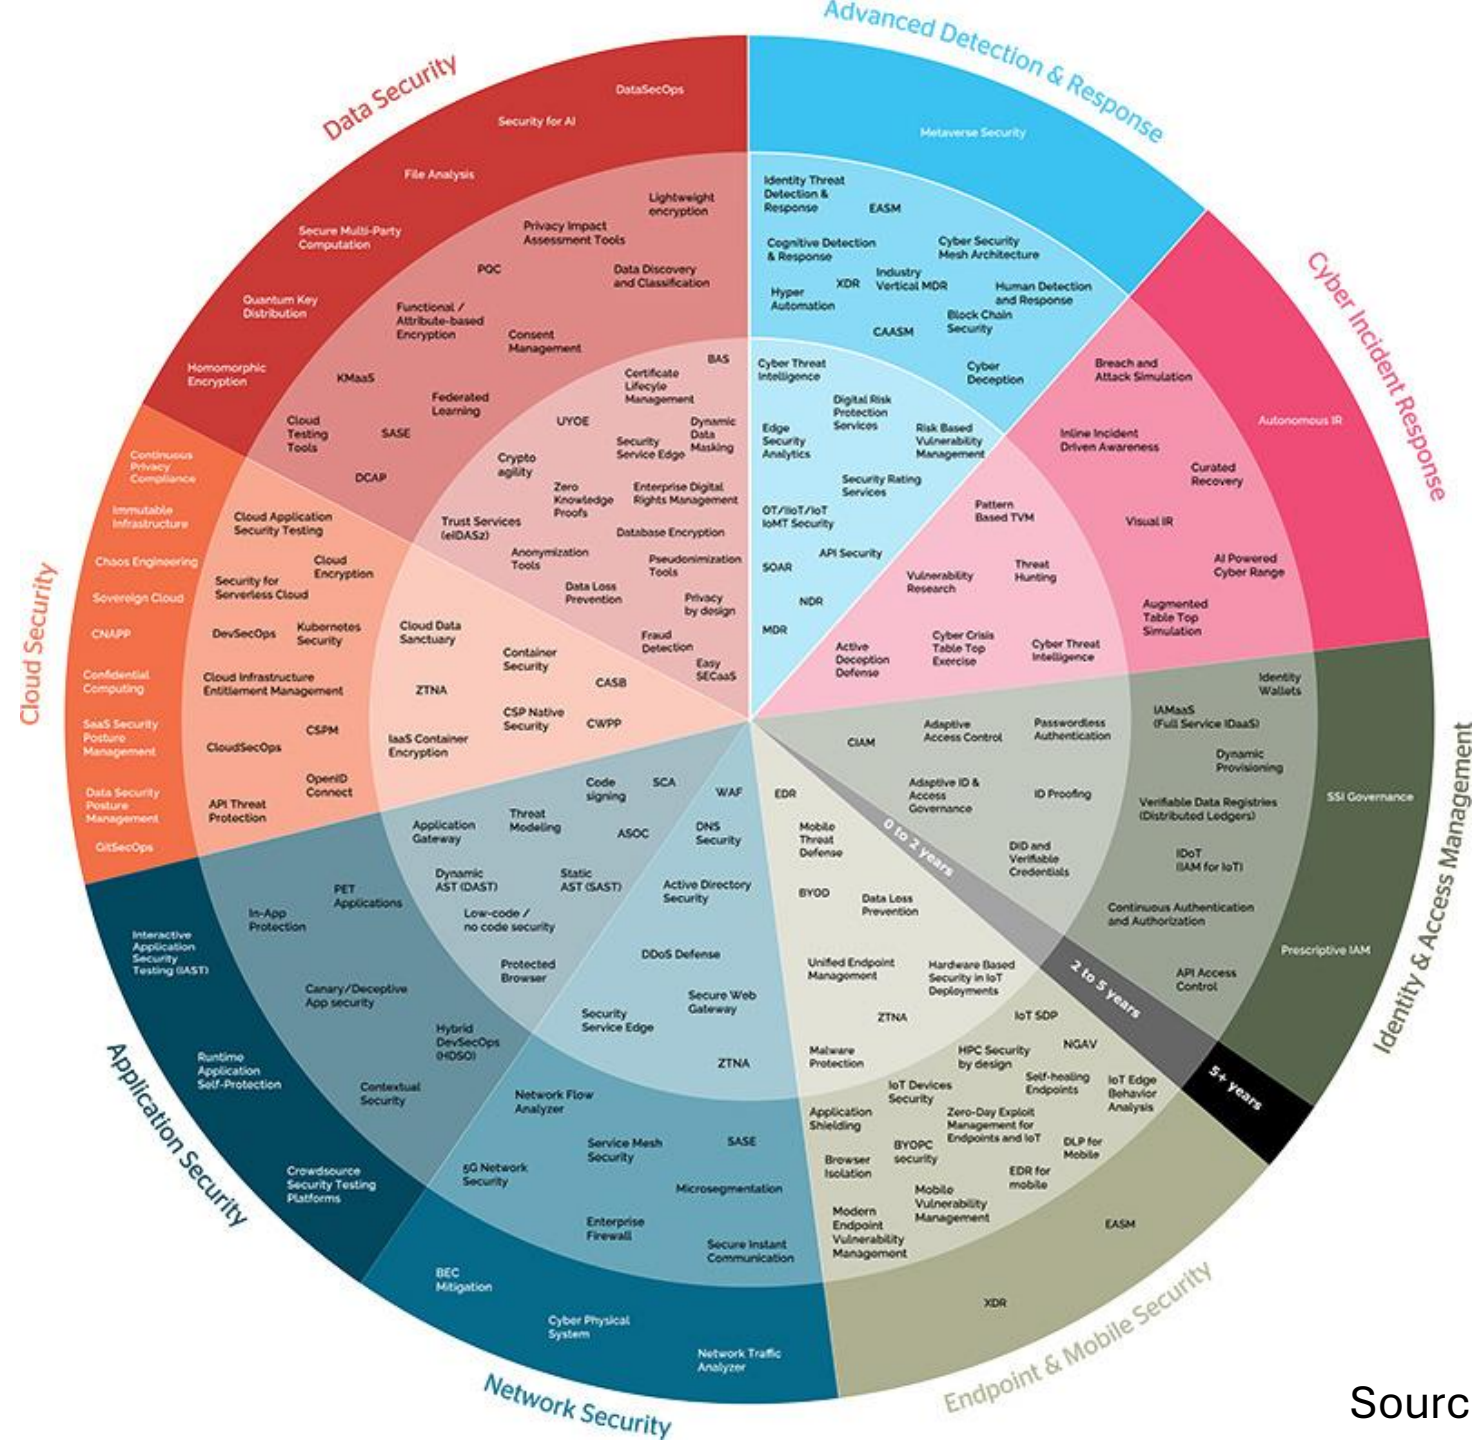 Advanced Detection & Response
Metaverse Security
Identity Threat
Detection &
Response
EASM
Cognitive Detection
& Response
Cyber Security
Mesh Architecture
Industry
Vertical MDR
XDR
Hyper
Automation
Human Detection
and Response
Block Chain
Security
CAASM
Cyber
Deception
Cyber Threat
Intelligence
Digital Risk
Protection
Services
Edge
Security
Analytics
Risk Based
Vulnerability
Management
Security Rating
Services
OT/IIoT/IoT
IoMT Security
API Security
SOAR
NDR
MDR
Cyber Incident Response
Autonomous IR
Breach and
Attack Simulation
Inline Incident
Driven Awareness
Curated
Recovery
Visual IR
AI Powered
Cyber Range
Augmented
Table Top
Simulation
Pattern
Based TVM
Threat
Hunting
Vulnerability
Research
Active
Deception
Defense
Cyber Crisis
Table Top
Exercise
Cyber Threat
Intelligence
Identity & Access Management
SSI Governance
Prescriptive IAM
Identity
Wallets
IAMaaS
(Full Service IDaaS)
Dynamic
Provisioning
Verifiable Data Registries
(Distributed Ledgers)
IDoT
(IAM for IoT)
Continuous Authentication
and Authorization
API Access
Control
CIAM
Adaptive
Access Control
Passwordless
Authentication
Adaptive ID &
Access
Governance
ID Proofing
DID and
Verifiable
Credentials
0 to 2 years
2 to 5 years
5+ years
Endpoint & Mobile Security
EDR
Mobile
Threat
Defense
BYOD
Data Loss
Prevention
Unified Endpoint
Management
Hardware Based
Security in IoT
Deployments
ZTNA
Malware
Protection
IoT SDP
NGAV
HPC Security
by design
Self-healing
Endpoints
IoT Edge
Behavior
Analysis
IoT Devices
Security
Application
Shielding
Zero-Day Exploit
Management for
Endpoints and IoT
BYOPC
security
DLP for
Mobile
Browser
Isolation
EDR for
mobile
Mobile
Vulnerability
Management
Modern
Endpoint
Vulnerability
Management
EASM
XDR
Network Security
WAF
DNS
Security
Active Directory
Security
DDoS Defense
Secure Web
Gateway
Security
Service Edge
ZTNA
Network Flow
Analyzer
Service Mesh
Security
SASE
5G Network
Security
Microsegmentation
Enterprise
Firewall
Secure Instant
Communication
BEC
Mitigation
Cyber Physical
System
Network Traffic
Analyzer
Application Security
Code
signing
SCA
Threat
Modeling
Application
Gateway
ASOC
Dynamic
AST (DAST)
Static
AST (SAST)
Low-code /
no code security
Protected
Browser
PET
Applications
In-App
Protection
Canary/Deceptive
App security
Hybrid
DevSecOps
(HDSO)
Contextual
Security
Interactive
Application
Security
Testing (IAST)
Runtime
Application
Self-Protection
Crowdsource
Security Testing
Platforms
Cloud Security
Continuous
Privacy
Compliance
Immutable
Infrastructure
Chaos Engineering
Sovereign Cloud
CNAPP
Confidential
Computing
SaaS Security
Posture
Management
Data Security
Posture
Management
GitSecOps
Cloud Application
Security Testing
Cloud
Encryption
Security for
Serverless Cloud
DevSecOps
Kubernetes
Security
Cloud Infrastructure
Entitlement Management
CSPM
CloudSecOps
OpenID
Connect
API Threat
Protection
Cloud Data
Sanctuary
Container
Security
ZTNA
CASB
CSP Native
Security
CWPP
IaaS Container
Encryption
Data Security
DataSecOps
Security for AI
File Analysis
Secure Multi-Party
Computation
Quantum Key
Distribution
Homomorphic
Encryption
Lightweight
encryption
Privacy Impact
Assessment Tools
PQC
Data Discovery
and Classification
Functional /
Attribute-based
Encryption
Consent
Management
KMaaS
Federated
Learning
Cloud
Testing
Tools
SASE
DCAP
BAS
Certificate
Lifecyle
Management
UYOE
Dynamic
Data
Masking
Security
Service Edge
Crypto
agility
Zero
Knowledge
Proofs
Enterprise Digital
Rights Management
Trust Services
(eIDAS2)
Database Encryption
Anonymization
Tools
Pseudonimization
Tools
Data Loss
Prevention
Privacy
by design
Fraud
Detection
Easy
SECaaS
Sourc